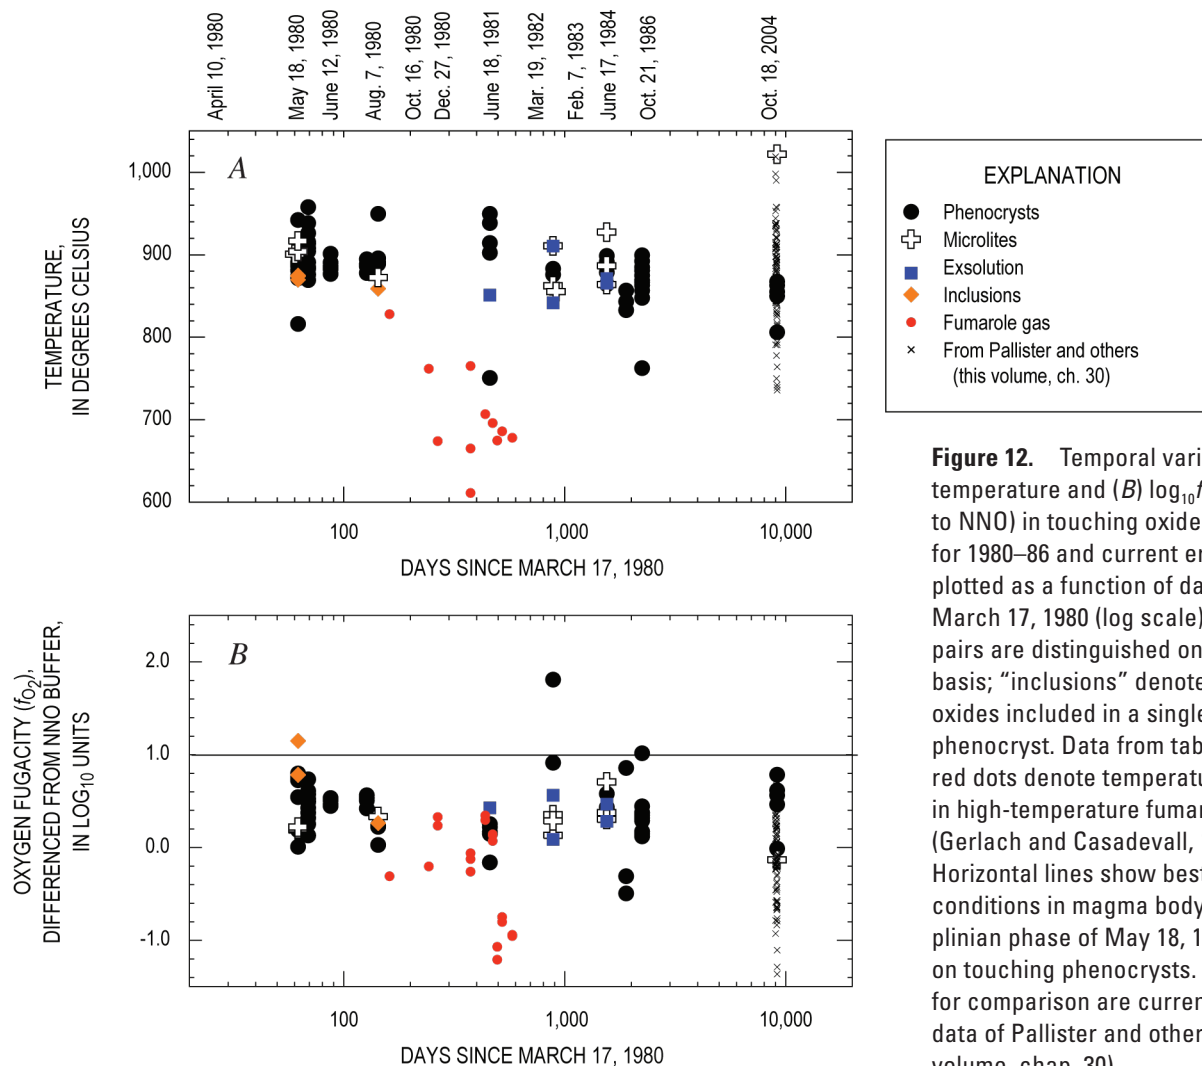 April 10, 1980
May 18, 1980
June 12, 1980
Aug. 7, 1980
Oct. 16, 1980
Dec. 27, 1980
June 18, 1981
Mar. 19, 1982
Feb. 7, 1983
June 17, 1984
Oct. 21, 1986
Oct. 18, 2004
A
1,000
900
800
700
600
TEMPERATURE,
IN DEGREES CELSIUS
100
1,000
10,000
DAYS SINCE MARCH 17, 1980
B
2.0
1.0
0.0
-1.0
OXYGEN FUGACITY (fO2),
DIFFERENCED FROM NNO BUFFER,
IN LOG10 UNITS
100
1,000
10,000
DAYS SINCE MARCH 17, 1980
EXPLANATION
Phenocrysts
Microlites
Exsolution
Inclusions
Fumarole gas
From Pallister and others
(this volume, ch. 30)
Figure 12. Temporal vari
temperature and (B) log10f
to NNO) in touching oxide
for 1980–86 and current er
plotted as a function of da
March 17, 1980 (log scale)
pairs are distinguished on
basis; “inclusions” denote
oxides included in a single
phenocryst. Data from tab
red dots denote temperatu
in high-temperature fumar
(Gerlach and Casadevall,
Horizontal lines show best
conditions in magma body
plinian phase of May 18, 1
on touching phenocrysts.
for comparison are curren
data of Pallister and other
volume, chap. 30)